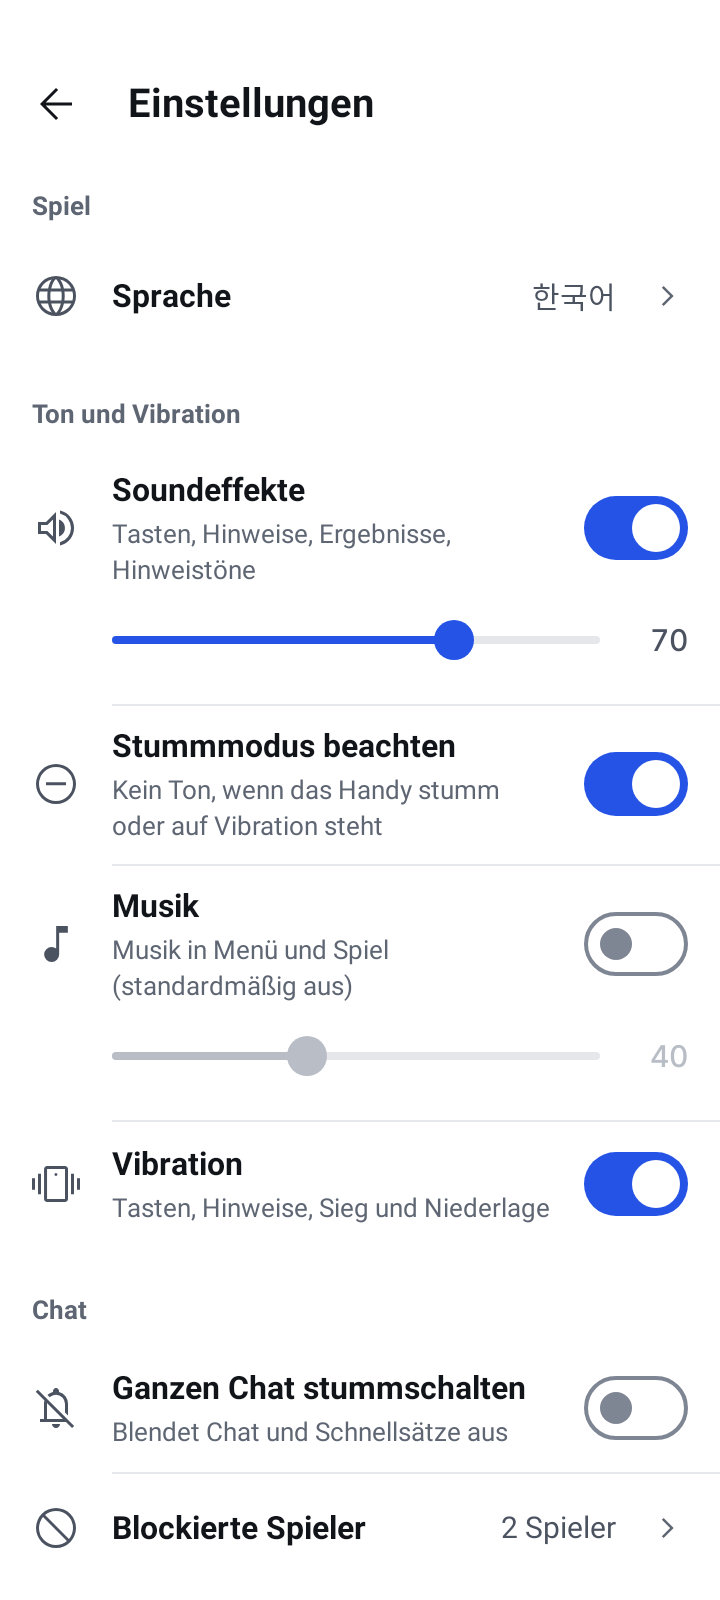 Einstellungen
Spiel
Sprache 한국어
Ton und Vibration
Soundeffekte
Tasten, Hinweise, Ergebnisse,
Hinweistöne
70
Stummmodus beachten
Kein Ton, wenn das Handy stumm
oder auf Vibration steht
Musik
Musik in Menü und Spiel
(standardmäßig aus)
40
Vibration
Tasten, Hinweise, Sieg und Niederlage
Chat
Ganzen Chat stummschalten
Blendet Chat und Schnellsätze aus
Blockierte Spieler 2 Spieler